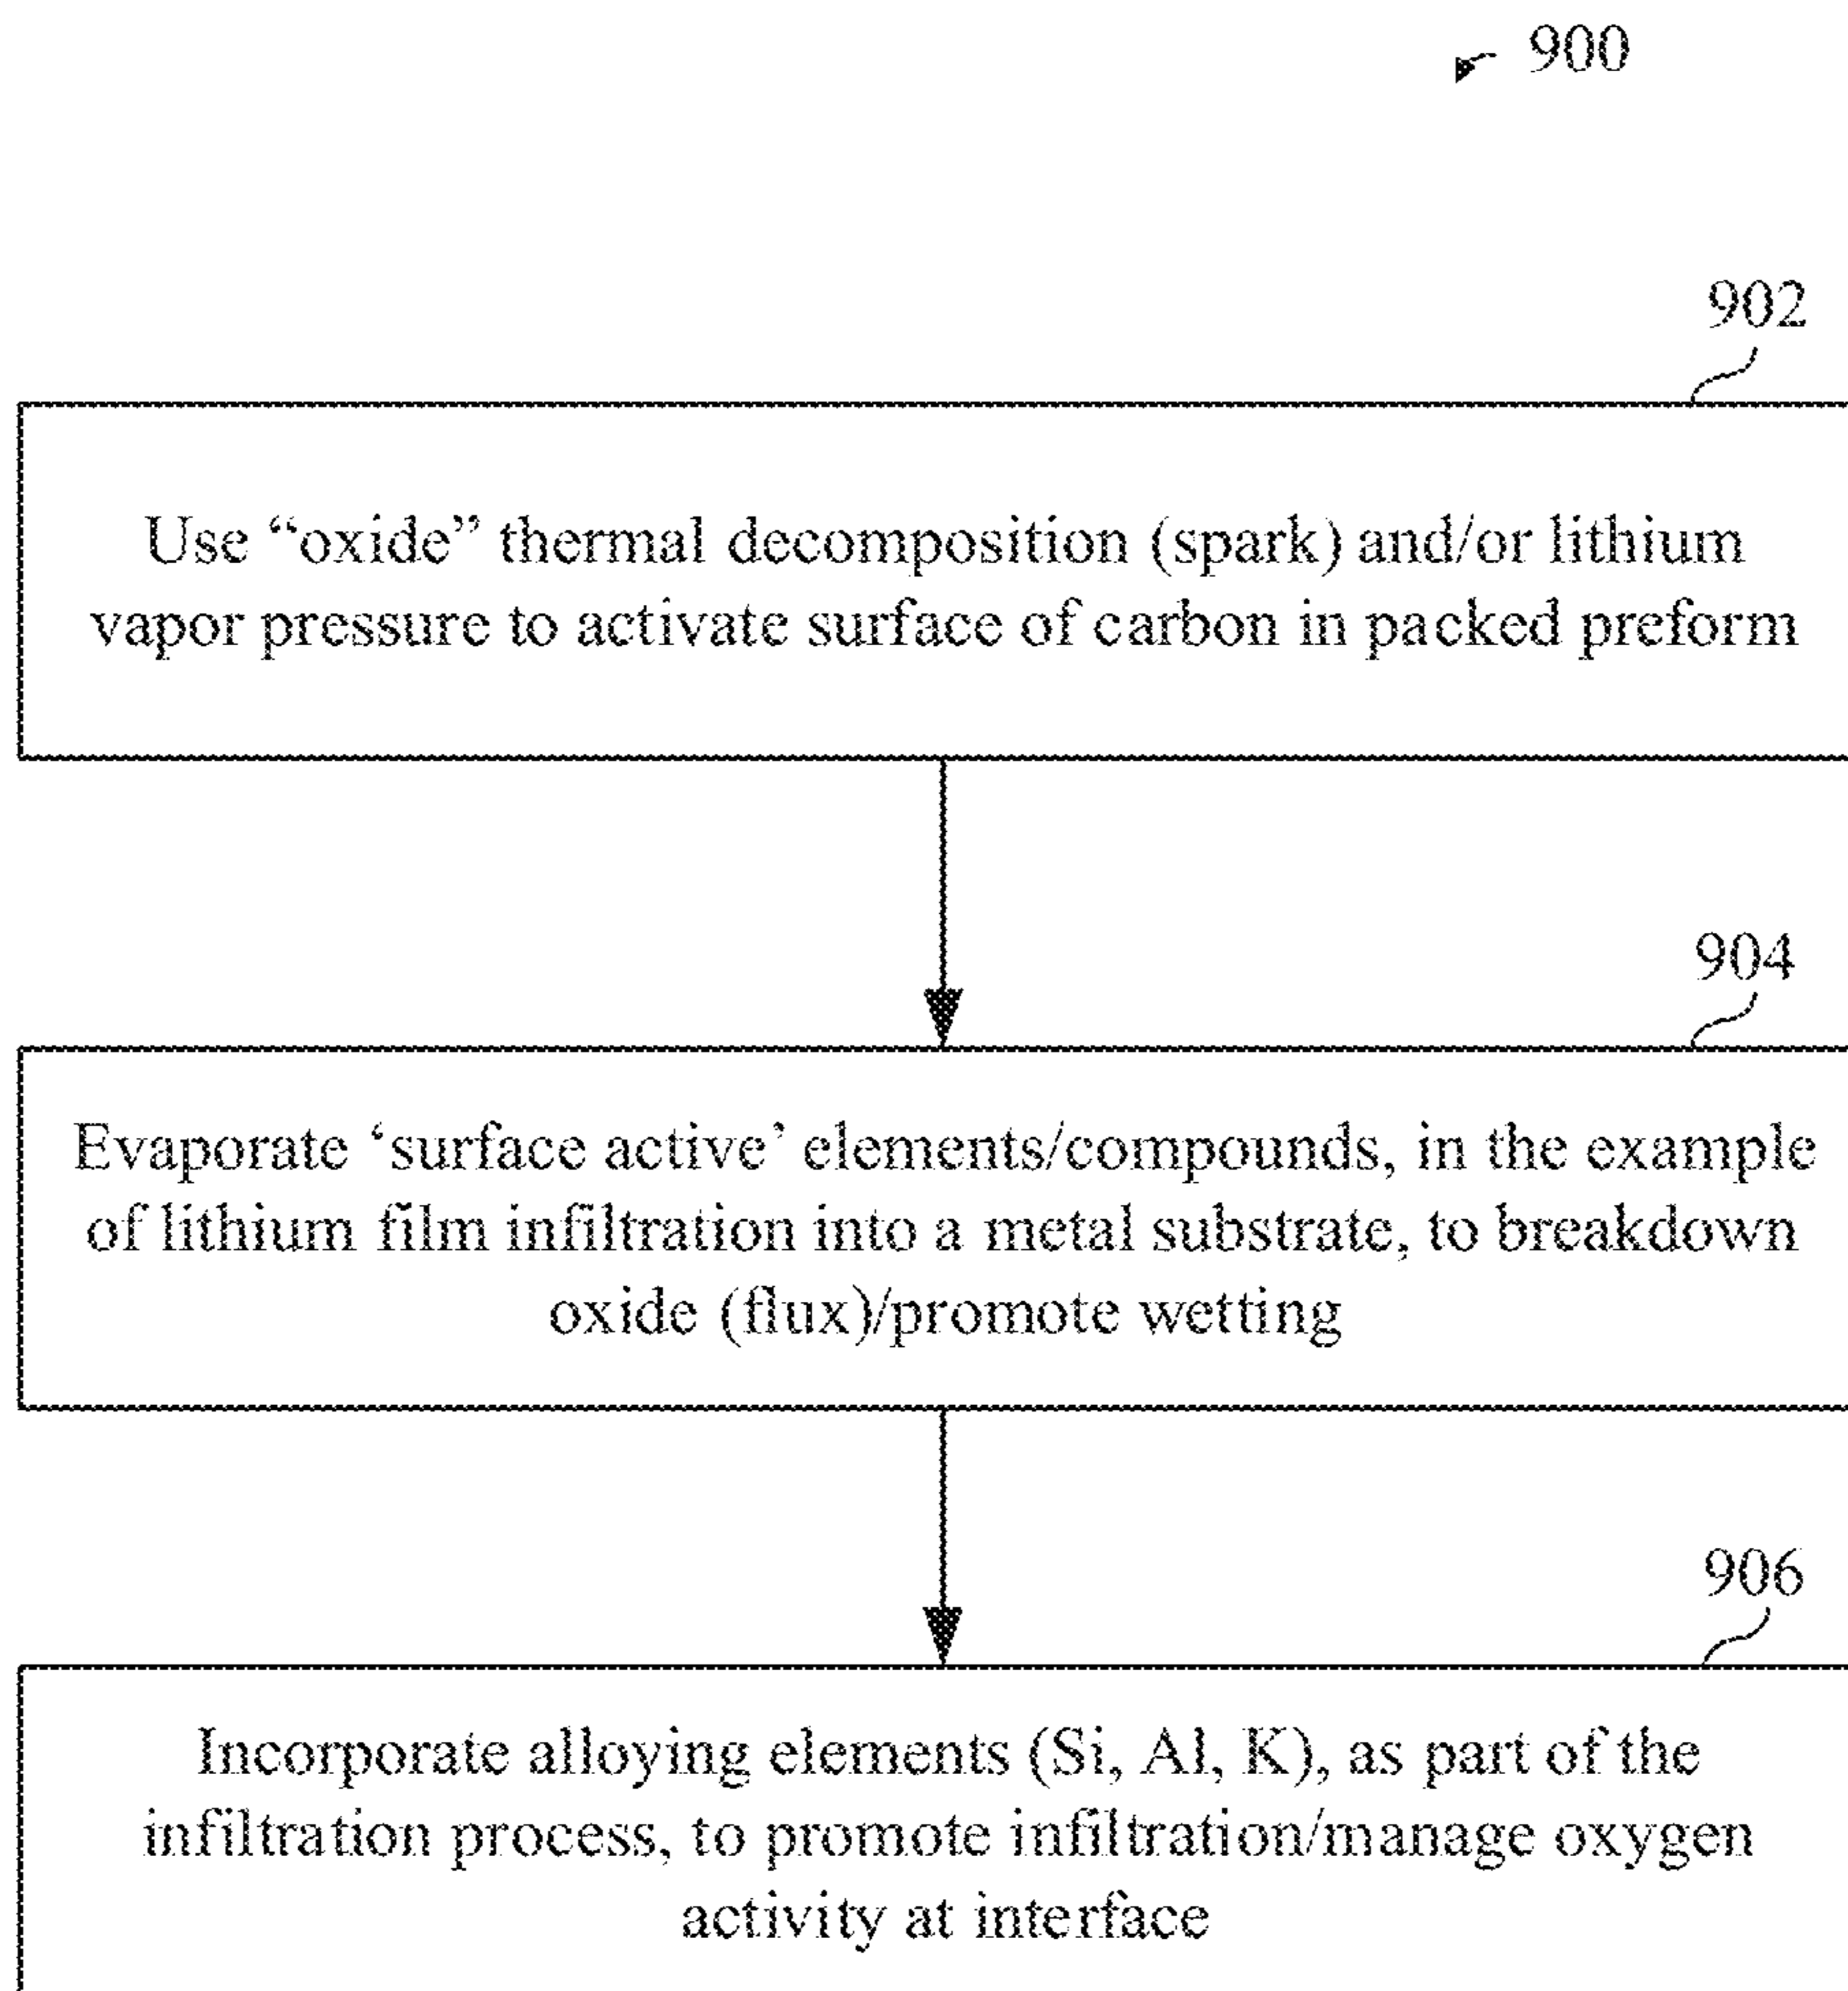 900
902
Use “oxide” thermal decomposition (spark) and/or lithium
vapor pressure to activate surface of carbon in packed preform
904
Evaporate ‘surface active’ elements/compounds, in the example
of lithium film infiltration into a metal substrate, to breakdown
oxide (flux)/promote wetting
906
Incorporate alloying elements (Si, Al, K), as part of the
infiltration process, to promote infiltration/manage oxygen
activity at interface